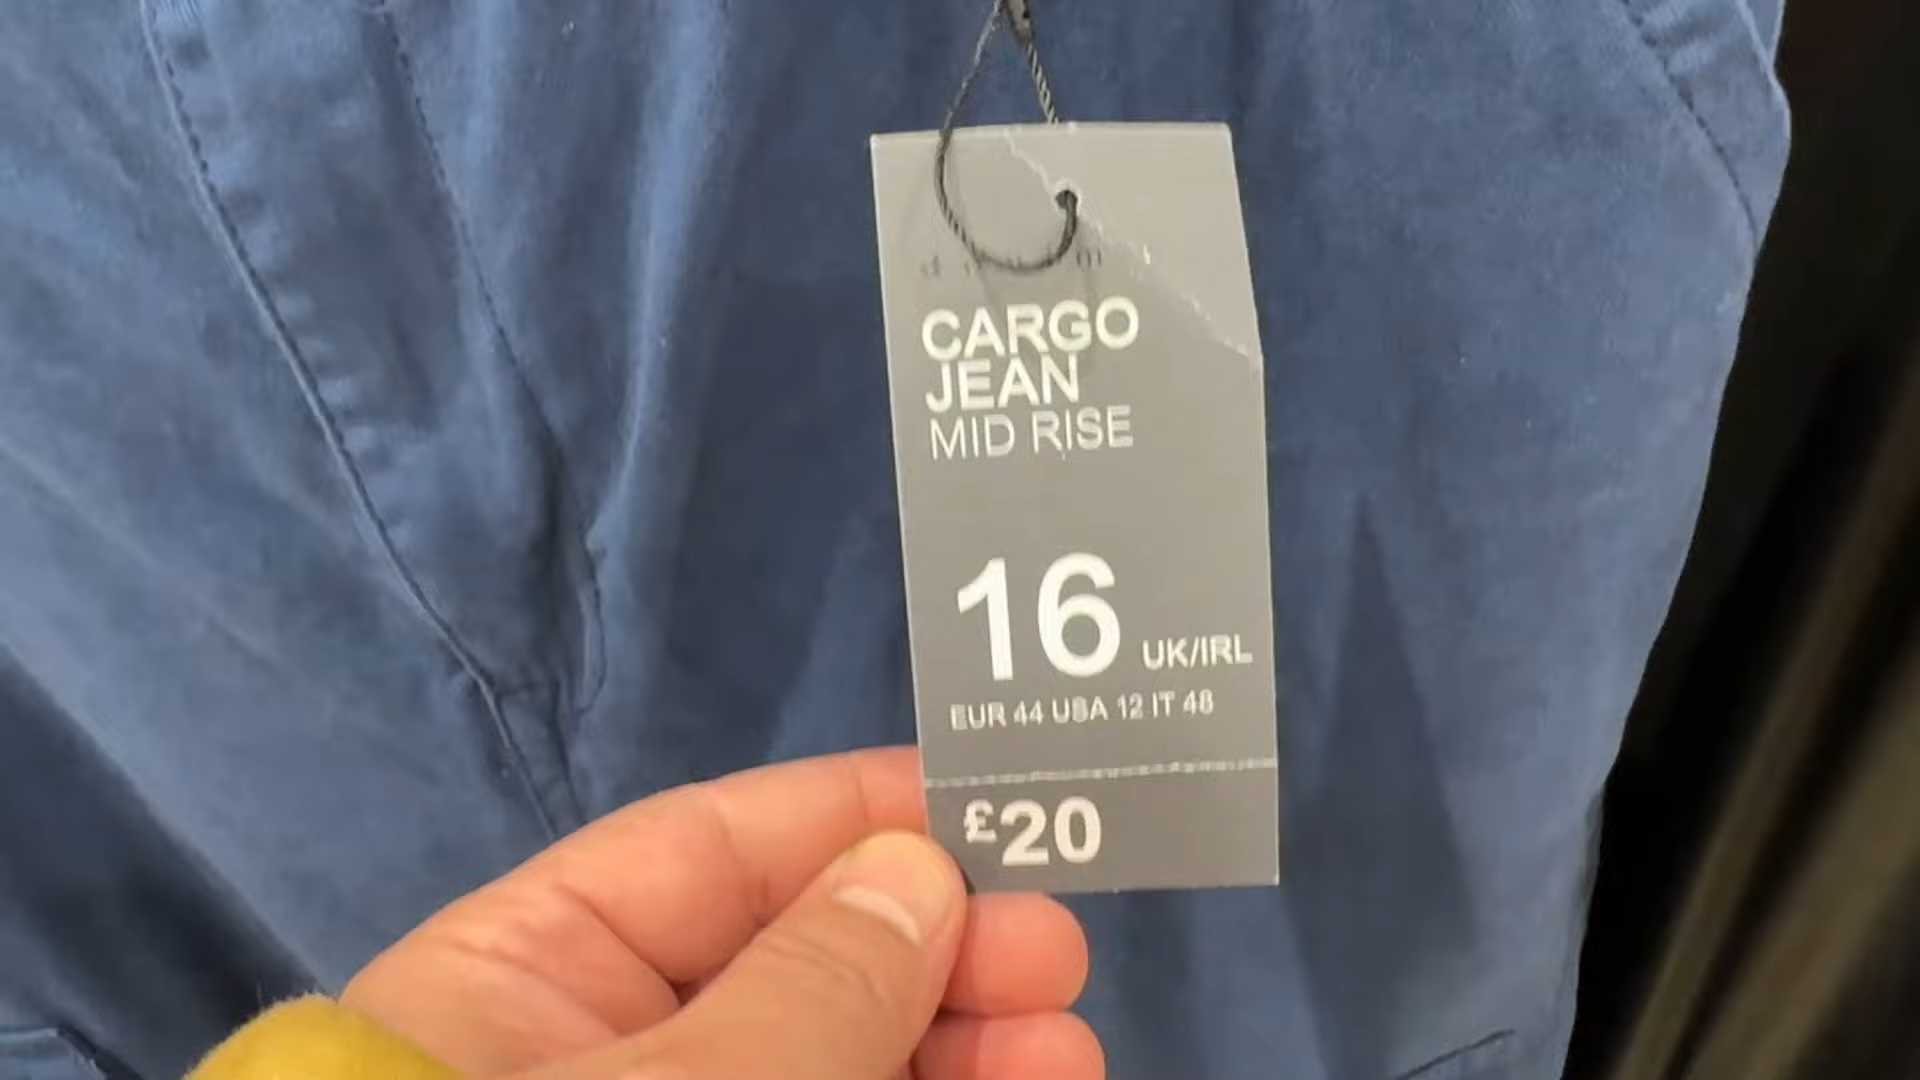 CARGO
JEAN
MID RISE
16 UK/IRL
EUR 44 USA 12 IT 48
£20